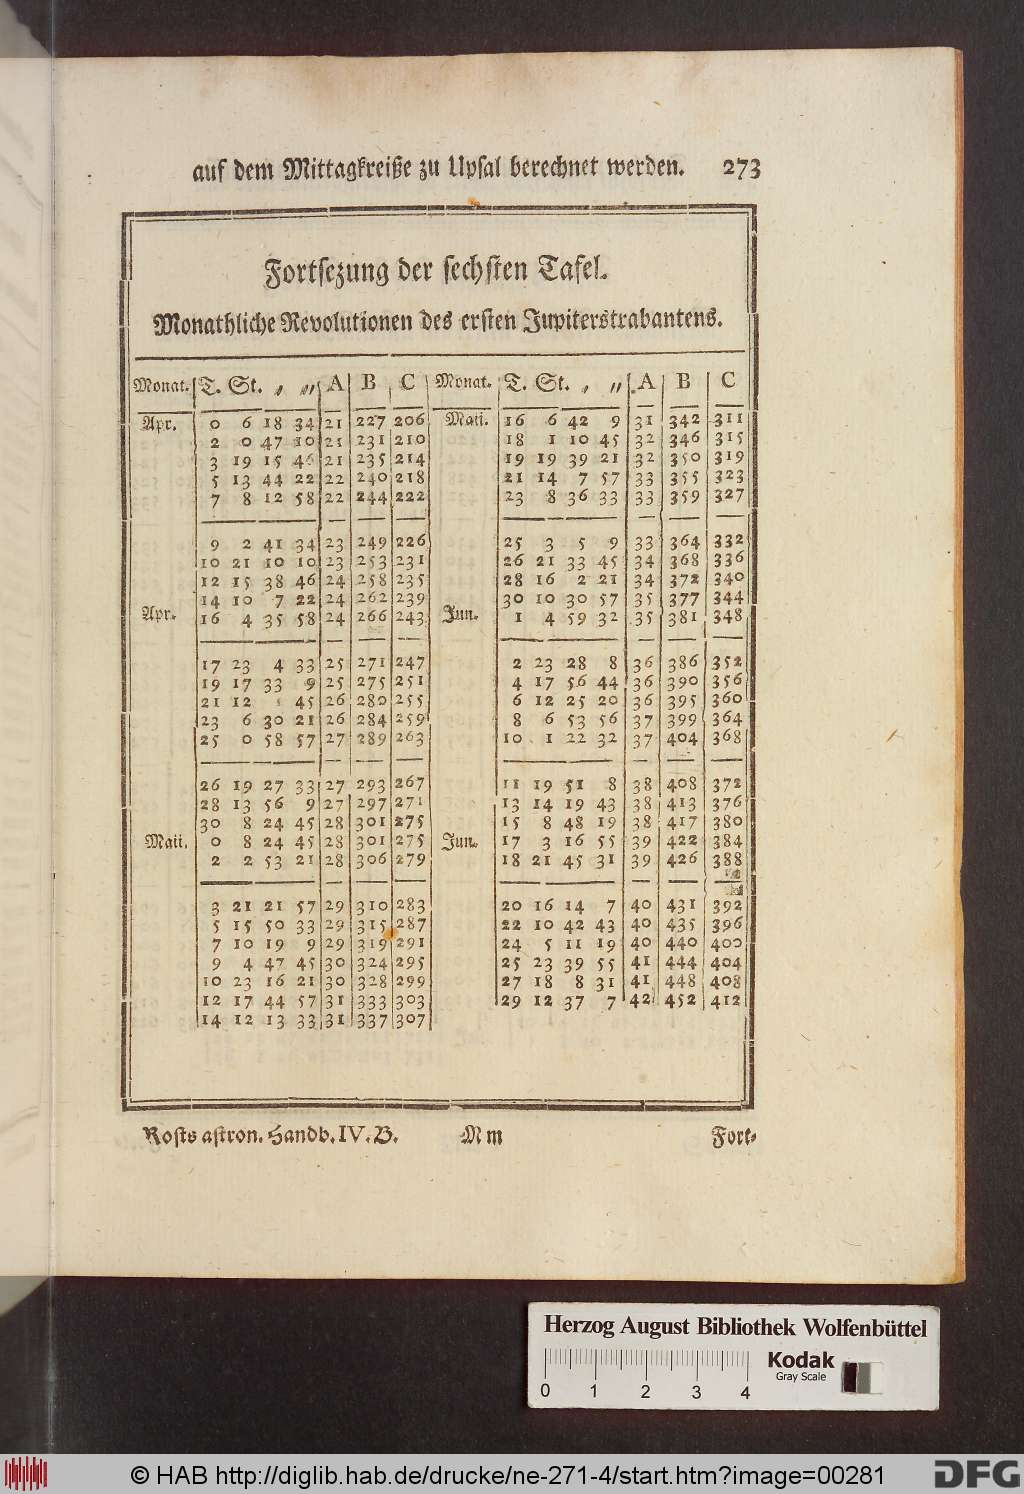 auf dem Mittagkreiße zu Upsal berechnet werden. 273
Fortsezung der sechsten Tafel.
Monathliche Revolutionen des ersten Jupiterstrabantens.
Monat. T. St. ‚ ‚‚ A B C Monat. T. St. ‚ ‚‚ A B C
Apr. 0 6 18 34 21 227 206 Maii. 16 6 42 9 31 342 311
2 0 47 10 21 231 210 18 1 10 45 32 346 315
3 19 15 46 21 235 214 19 19 39 21 32 350 319
5 13 44 22 22 240 218 21 14 7 57 33 355 323
7 8 12 58 22 244 222 23 8 36 33 33 359 327
9 2 41 34 23 249 226 25 3 5 9 33 364 332
10 21 10 10 23 253 231 26 21 33 45 34 368 336
12 15 38 46 24 258 235 28 16 2 21 34 372 340
14 10 7 22 24 262 239 30 10 30 57 35 377 344
Apr. 16 4 35 58 24 266 243 Jun. 1 4 59 32 35 381 348
17 23 4 33 25 271 247 2 23 28 8 36 386 352
19 17 33 9 25 275 251 4 17 56 44 36 390 356
21 12 45 26 280 255 6 12 25 20 36 395 360
23 6 30 21 26 284 259 8 6 53 56 37 399 364
25 0 58 57 27 289 263 10 1 22 32 37 404 368
26 19 27 33 27 293 267 11 19 51 8 38 408 372
28 13 56 9 27 297 271 13 14 19 43 38 413 376
30 8 24 45 28 301 275 15 8 48 19 38 417 380
Maii. 0 8 24 45 28 301 275 Jun. 17 3 16 55 39 422 384
2 2 53 21 28 306 279 18 21 45 31 39 426 388
3 21 21 57 29 310 283 20 16 14 7 40 431 392
5 15 50 33 29 315 287 22 10 42 43 40 435 396
7 10 19 9 29 319 291 24 5 11 19 40 440 400
9 4 47 45 30 324 295 25 23 39 55 41 444 404
10 23 16 21 30 328 299 27 18 8 31 41 448 408
12 17 44 57 31 333 303 29 12 37 7 42 452 412
14 12 13 33 31 337 307
Rosts astron. Handb. IV. B. M m Fort-
Herzog August Bibliothek Wolfenbüttel
Kodak
Gray Scale
0 1 2 3 4
© HAB http://diglib.hab.de/drucke/ne-271-4/start.htm?image=00281
DFG